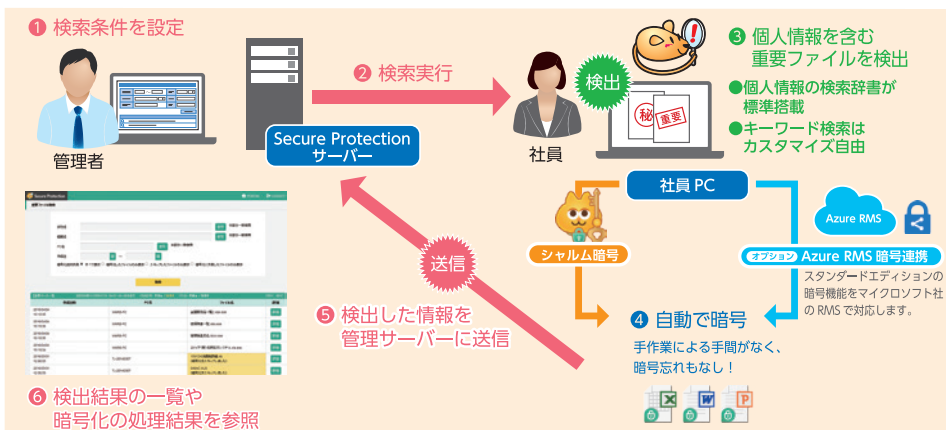 ❶ 検索条件を設定
管理者
Secure Protection
サーバー
❷ 検索実行
社員
検出
秘
重要
❸ 個人情報を含む
重要ファイルを検出
●個人情報の検索辞書が
標準搭載
●キーワード検索は
カスタマイズ自由
社員 PC
シャルム暗号
Azure RMS
オプション Azure RMS 暗号連携
スタンダードエディションの
暗号機能をマイクロソフト社
の RMS で対応します。
❹ 自動で暗号
手作業による手間がなく、
暗号忘れもなし！
X
W
P
送信
❺ 検出した情報を
管理サーバーに送信
Secure Protection
❻ 検出結果の一覧や
暗号化の処理結果を参照